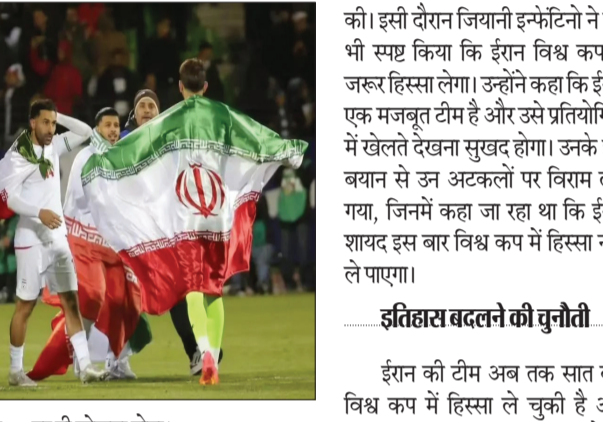 की। इसी दौरान जियानी इन्फेंटिनो ने
भी स्पष्ट किया कि ईरान विश्व कप
जरूर हिस्सा लेगा। उन्होंने कहा कि
एक मजबूत टीम है और उसे
में खेलते देखना सुखद होगा। उनके
बयान से उन अटकलों पर विराम
गया, जिनमें कहा जा रहा था कि
शायद इस बार विश्व कप में हिस्सा
ले पाएगा।
इतिहास बदलने की चुनौती
ईरान की टीम अब तक सात
विश्व कप में हिस्सा ले चुकी है